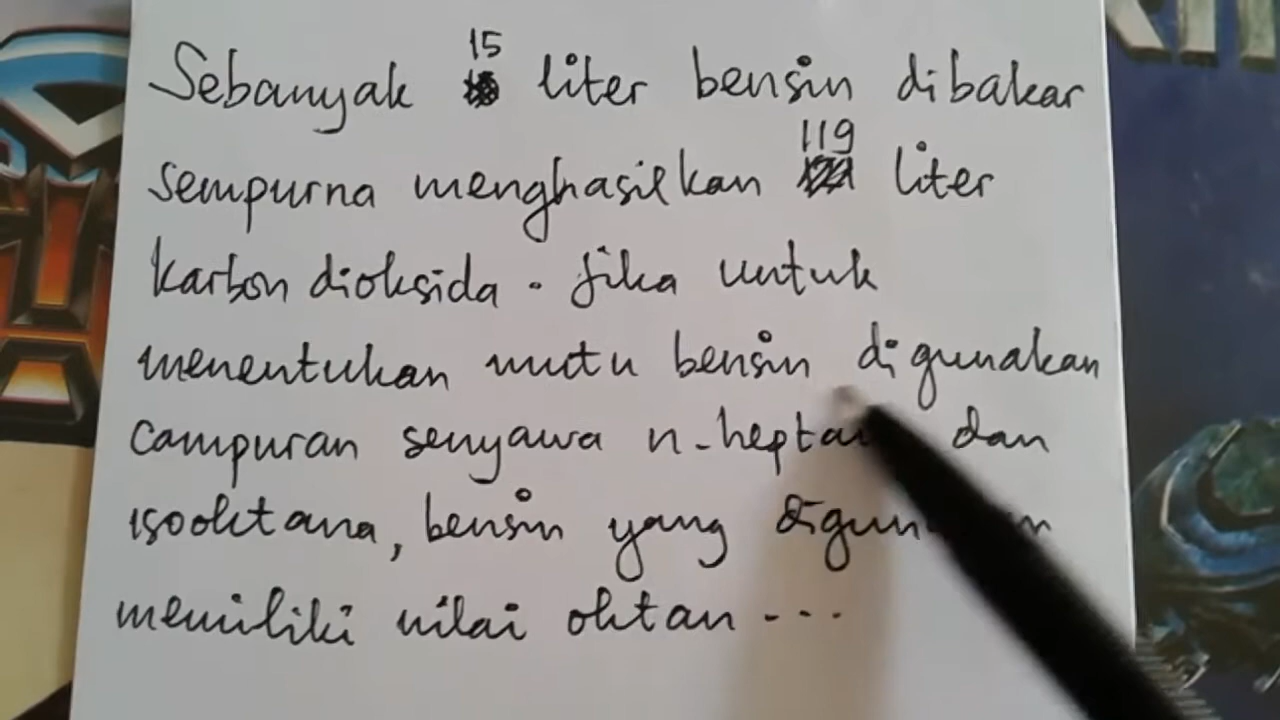 Sebanyak 15 liter bensin dibakar
sempurna menghasilkan 119 liter
karbon dioksida. Jika untuk
menentukan mutu bensin digunakan
campuran senyawa n-heptana dan
isooktana, bensin yang
memiliki nilai oktan ...